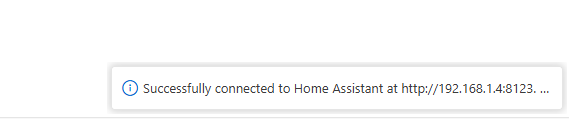 Successfully connected to Home Assistant at http://192.168.1.4:8123. ...